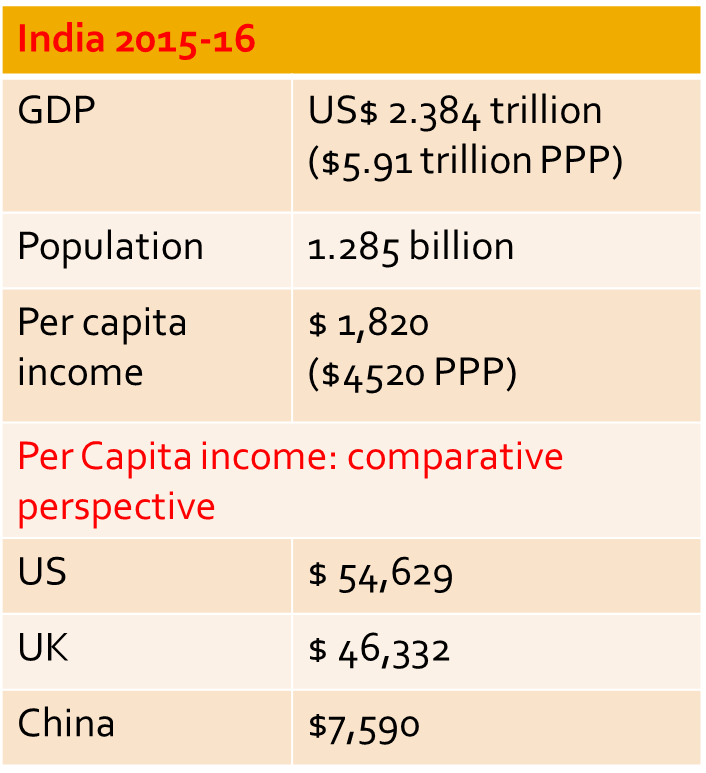 India 2015-16
GDP
US$ 2.384 trillion
($5.91 trillion PPP)
Population
1.285 billion
Per capita
income
$ 1,820
($4520 PPP)
Per Capita income: comparative
perspective
US
$ 54,629
UK
$ 46,332
China
$7,590